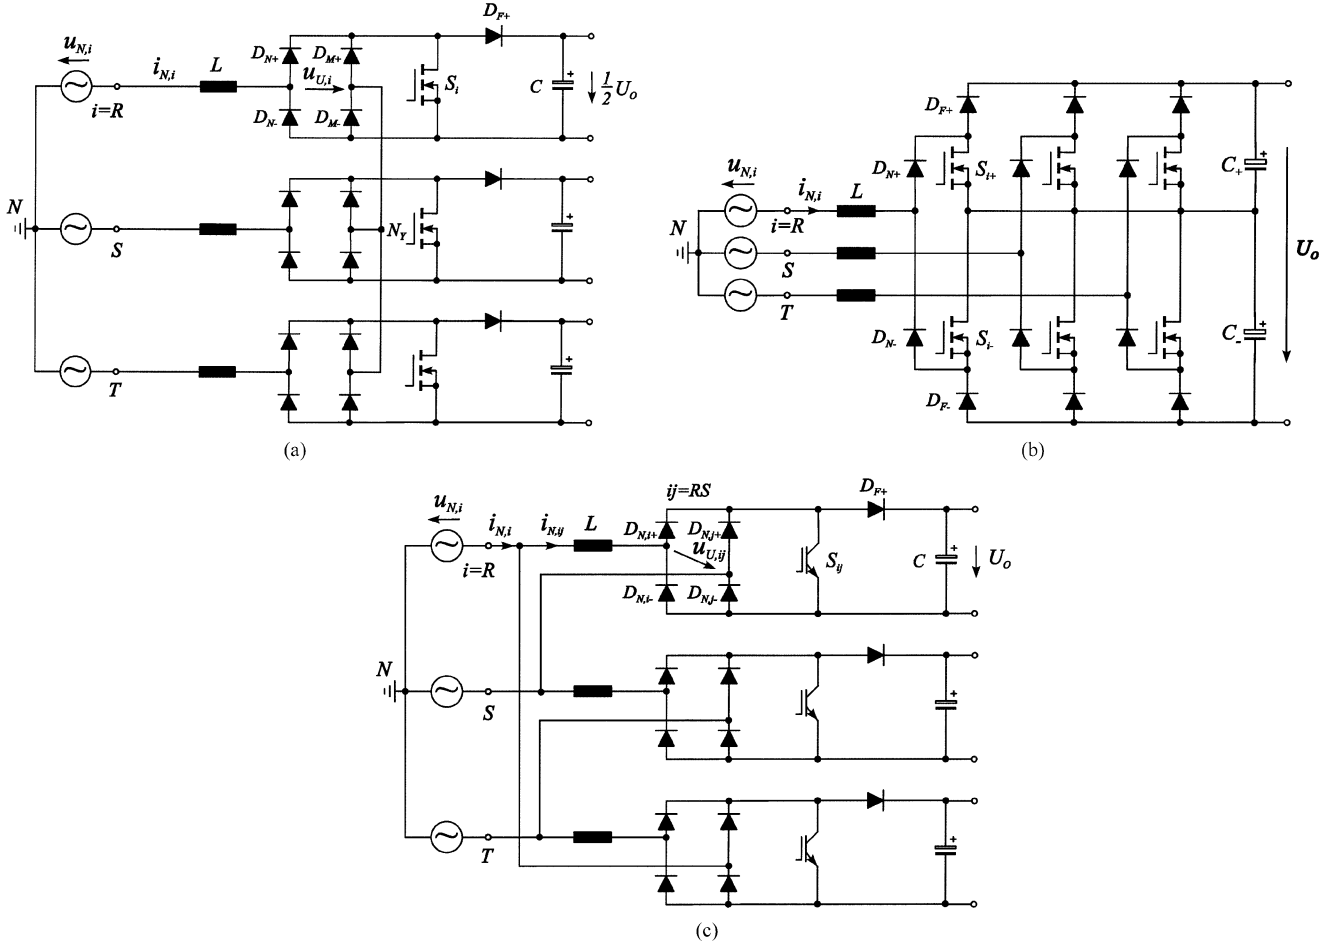 D_{F+}
u_{N,i}
i_{N,i}
L
D_{N+}
D_{M+}
u_{U,i}
S_i
C
+
1/2 U_o
i=R
D_{N-}
D_{M-}
N
S
N_Y
+
T
+
(a)
D_{F+}
u_{N,i}
i_{N,i}
L
D_{N+}
S_{i+}
C_+
+
i=R
N
S
T
U_o
D_{N-}
S_{i-}
C_-
+
D_{F-}
(b)
ij=RS
D_{F+}
u_{N,i}
i_{N,i}
i_{N,ij}
L
D_{N,i+}
D_{N,j+}
u_{U,ij}
S_{ij}
C
+
U_o
i=R
D_{N,i-}
D_{N,j-}
N
S
+
T
+
(c)